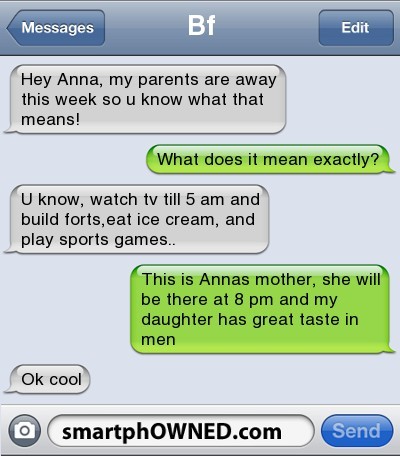 Messages
Bf
Edit
Hey Anna, my parents are away
this week so u know what that
means!
What does it mean exactly?
U know, watch tv till 5 am and
build forts,eat ice cream, and
play sports games..
This is Annas mother, she will
be there at 8 pm and my
daughter has great taste in
men
Ok cool
smartphOWNED.com
Send